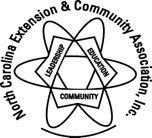 North Carolina Extension & Community Association, Inc.
LEADERSHIP
EDUCATION
COMMUNITY